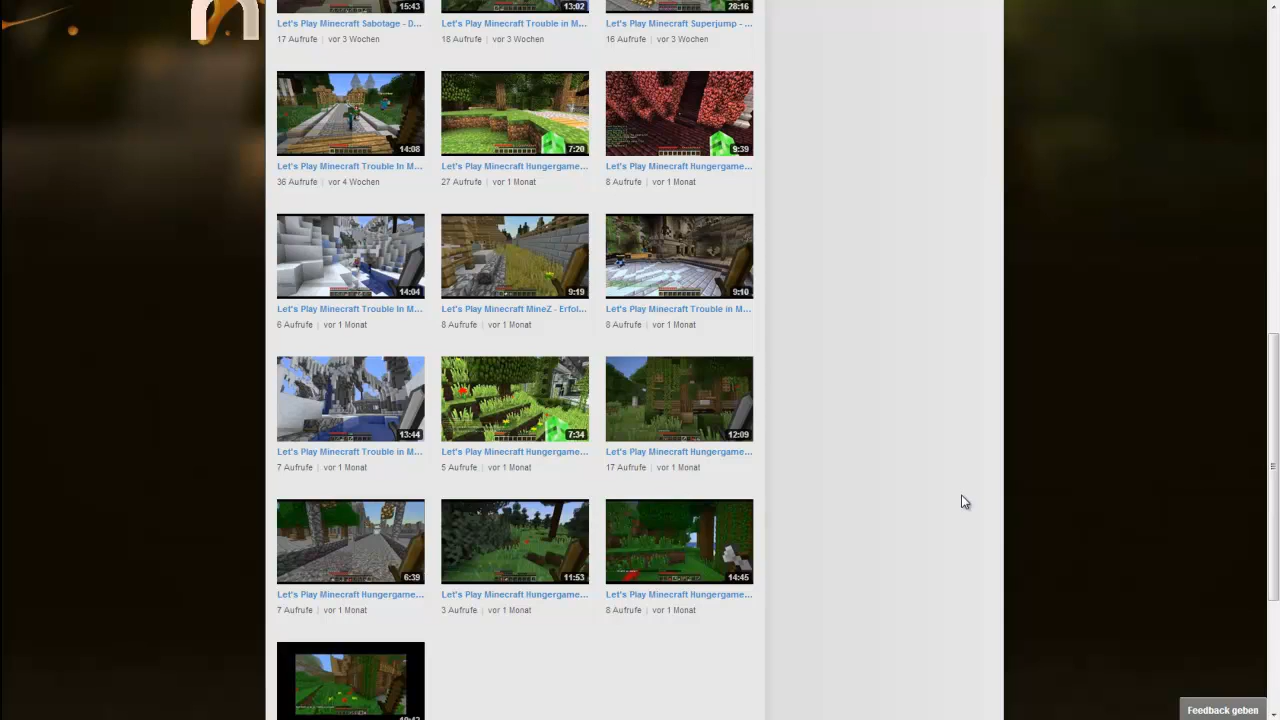 15:43
13:02
28:16
Let's Play Minecraft Sabotage - D...
Let's Play Minecraft Trouble in M...
Let's Play Minecraft Superjump - ...
17 Aufrufe | vor 3 Wochen
18 Aufrufe | vor 3 Wochen
16 Aufrufe | vor 3 Wochen
14:08
7:20
9:39
Let's Play Minecraft Trouble In M...
Let's Play Minecraft Hungergame...
Let's Play Minecraft Hungergame...
36 Aufrufe | vor 4 Wochen
27 Aufrufe | vor 1 Monat
8 Aufrufe | vor 1 Monat
14:04
9:19
9:10
Let's Play Minecraft Trouble In M...
Let's Play Minecraft MineZ - Erfol...
Let's Play Minecraft Trouble in M...
6 Aufrufe | vor 1 Monat
8 Aufrufe | vor 1 Monat
8 Aufrufe | vor 1 Monat
13:44
7:34
12:09
Let's Play Minecraft Trouble in M...
Let's Play Minecraft Hungergame...
Let's Play Minecraft Hungergame...
7 Aufrufe | vor 1 Monat
5 Aufrufe | vor 1 Monat
17 Aufrufe | vor 1 Monat
6:39
11:53
14:45
Let's Play Minecraft Hungergame...
Let's Play Minecraft Hungergame...
Let's Play Minecraft Hungergame...
7 Aufrufe | vor 1 Monat
3 Aufrufe | vor 1 Monat
8 Aufrufe | vor 1 Monat
Feedback geben